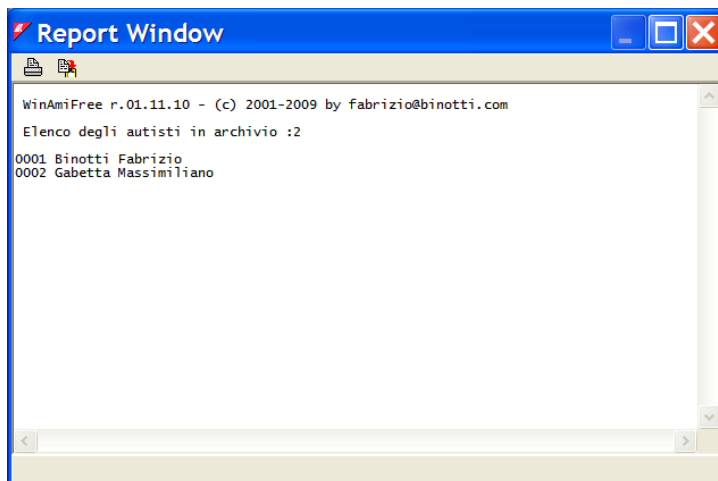 Report Window
WinAmiFree r.01.11.10 - (c) 2001-2009 by fabrizio@binotti.com
Elenco degli autisti in archivio :2
0001 Binotti Fabrizio
0002 Gabetta Massimiliano